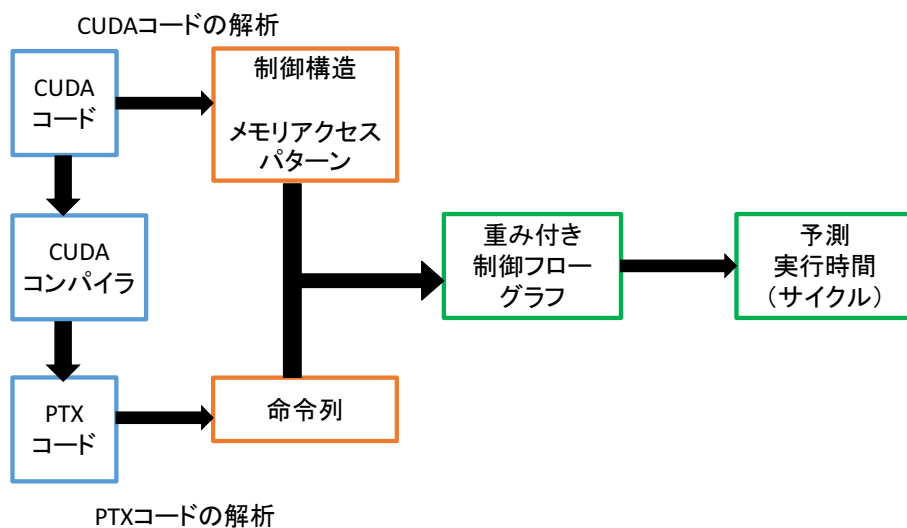 CUDAコードの解析
CUDA
コード
制御構造
メモリアクセス
パターン
CUDA
コンパイラ
重み付き
制御フロー
グラフ
予測
実行時間
（サイクル）
PTX
コード
命令列
PTXコードの解析